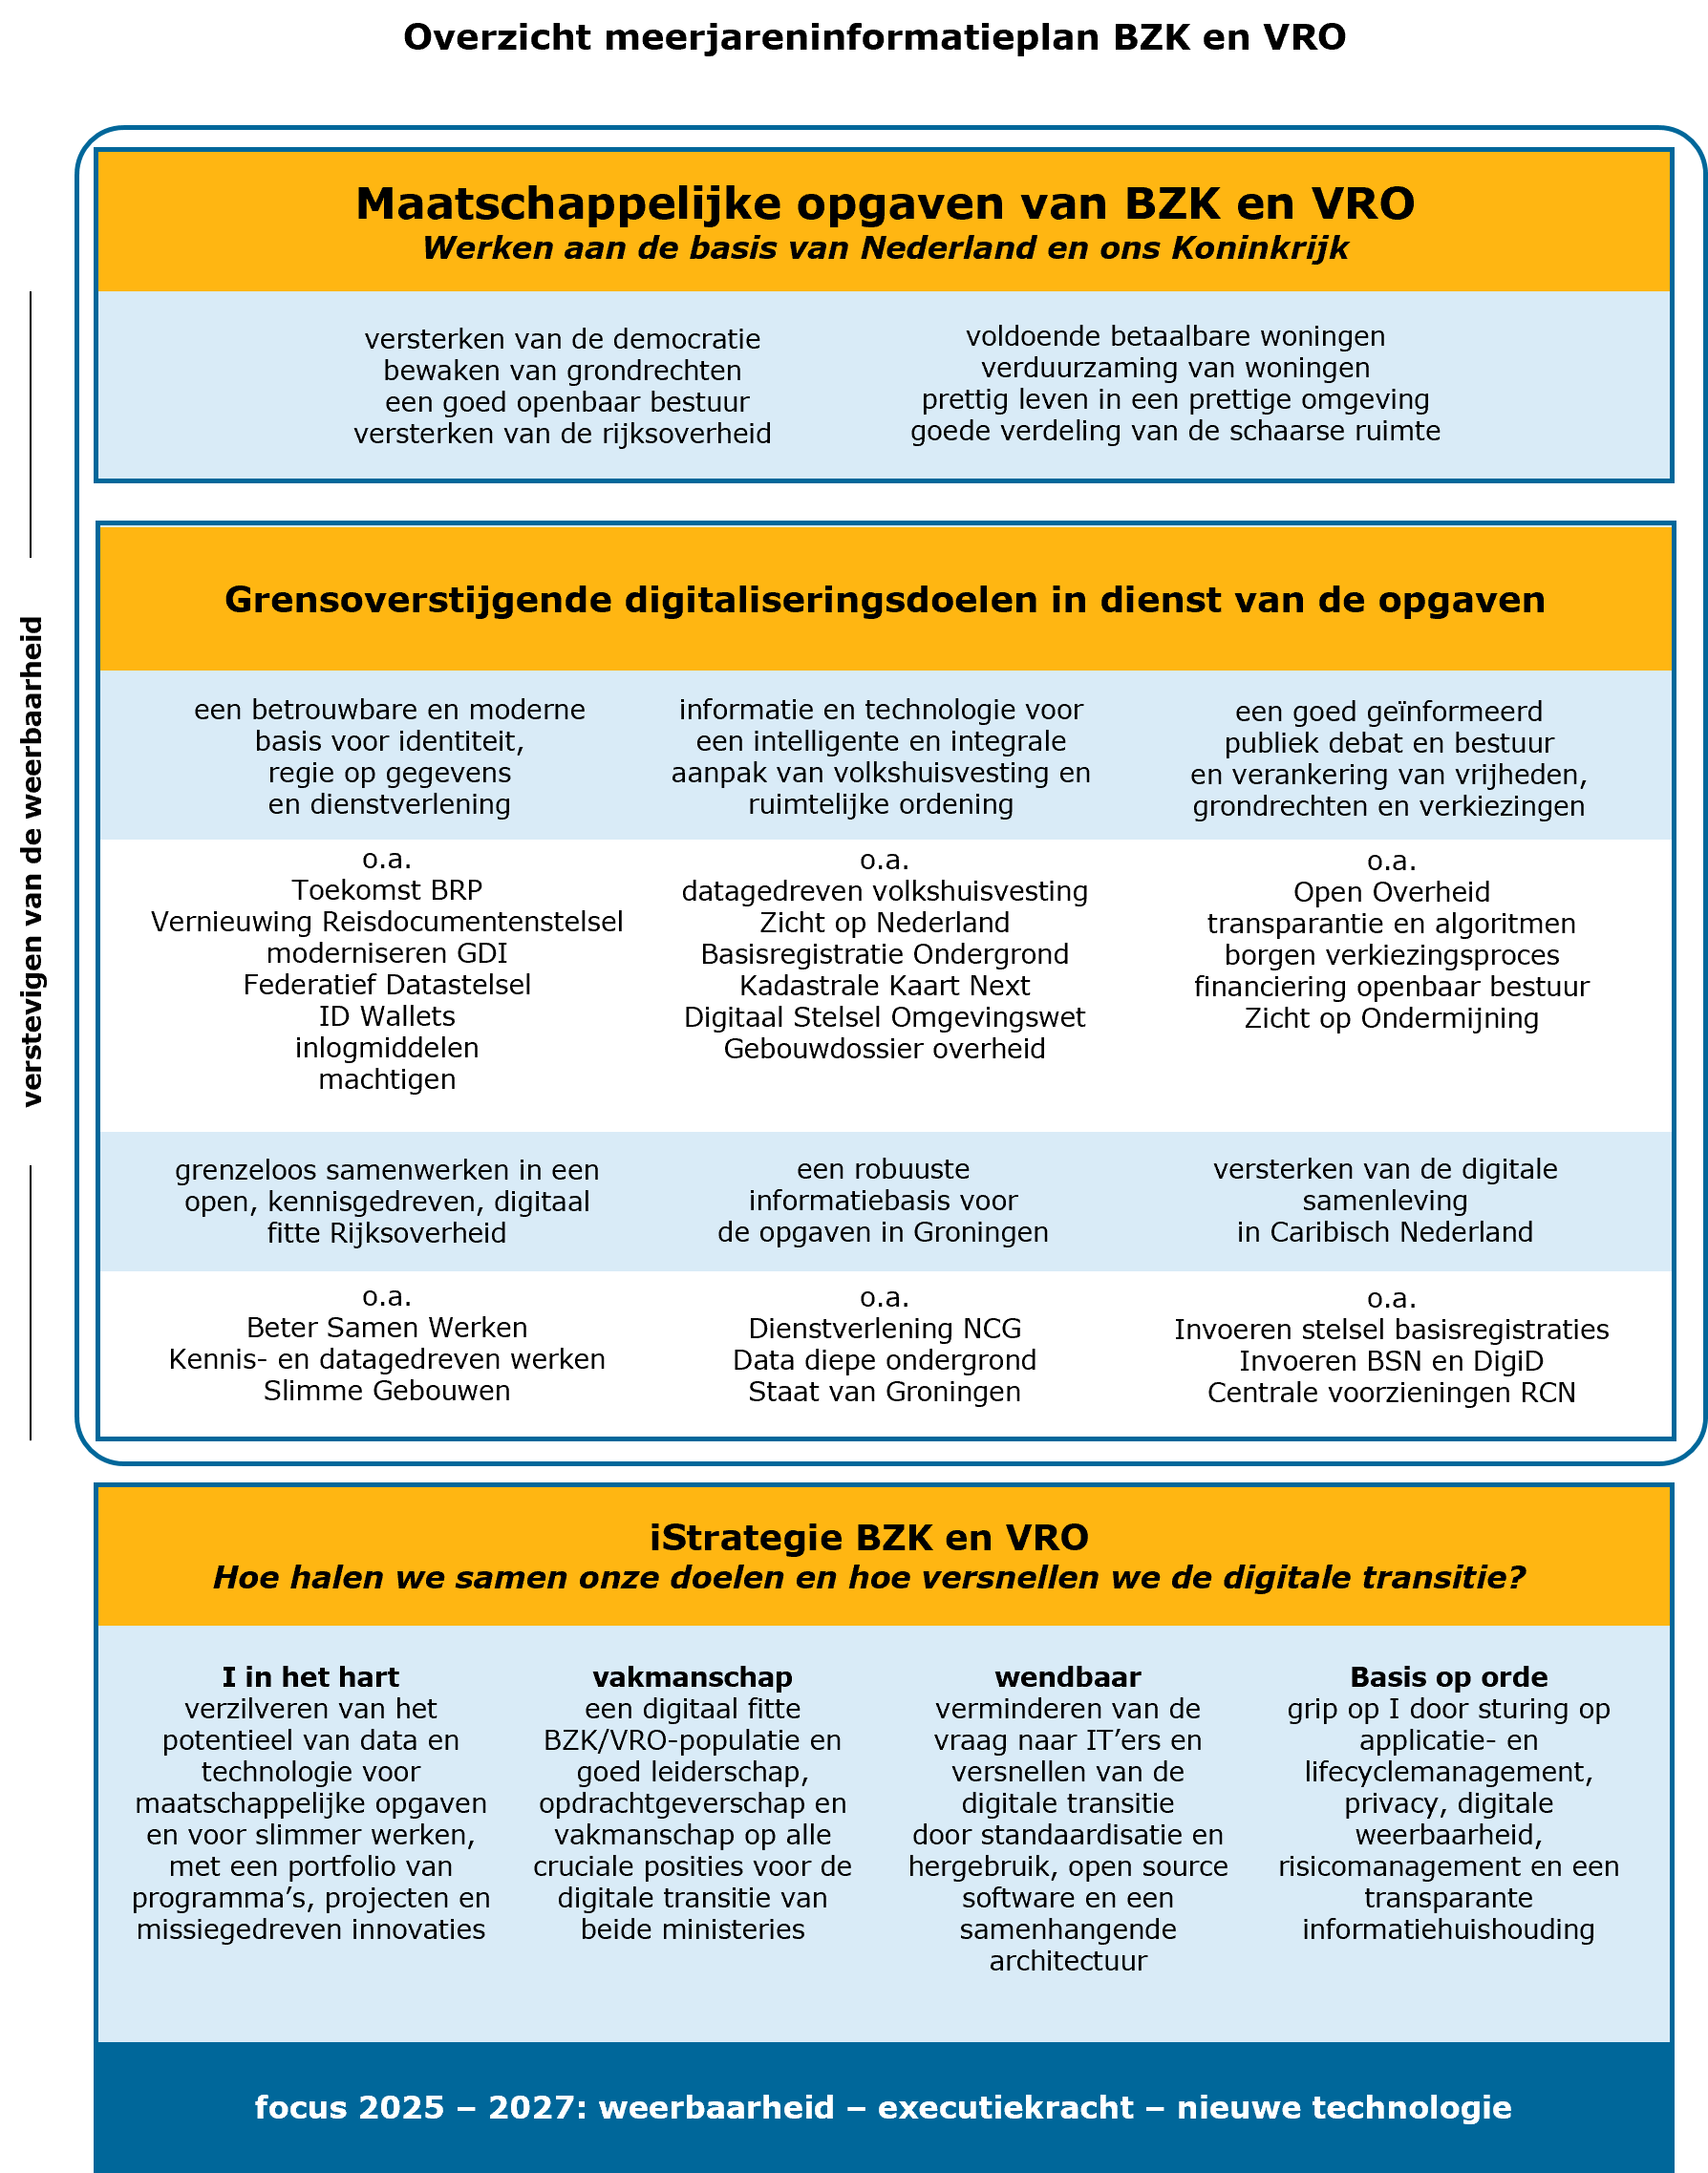 Overzicht meerjareninformatieplan BZK en VRO
Maatschappelijke opgaven van BZK en VRO
Werken aan de basis van Nederland en ons Koninkrijk
versterken van de democratie
bewaken van grondrechten
een goed openbaar bestuur
versterken van de rijksoverheid
voldoende betaalbare woningen
verduurzaming van woningen
prettig leven in een prettige omgeving
goede verdeling van de schaarse ruimte
verstevigen van de weerbaarheid
Grensoverstijgende digitaliseringsdoelen in dienst van de opgaven
een betrouwbare en moderne
basis voor identiteit,
regie op gegevens
en dienstverlening
o.a.
Toekomst BRP
Vernieuwing Reisdocumentenstelsel
moderniseren GDI
Federatief Datastelsel
ID Wallets
inlogmiddelen
machtigen
informatie en technologie voor
een intelligente en integrale
aanpak van volkshuisvesting en
ruimtelijke ordening
o.a.
datagedreven volkshuisvesting
Zicht op Nederland
Basisregistratie Ondergrond
Kadastrale Kaart Next
Digitaal Stelsel Omgevingswet
Gebouwdossier overheid
een goed geïnformeerd
publiek debat en bestuur
en verankering van vrijheden,
grondrechten en verkiezingen
o.a.
Open Overheid
transparantie en algoritmen
borgen verkiezingsproces
financiering openbaar bestuur
Zicht op Ondermijning
grenzeloos samenwerken in een
open, kennisgedreven, digitaal
fitte Rijksoverheid
o.a.
Beter Samen Werken
Kennis- en datagedreven werken
Slimme Gebouwen
een robuuste
informatiebasis voor
de opgaven in Groningen
o.a.
Dienstverlening NCG
Data diepe ondergrond
Staat van Groningen
versterken van de digitale
samenleving
in Caribisch Nederland
o.a.
Invoeren stelsel basisregistraties
Invoeren BSN en DigiD
Centrale voorzieningen RCN
iStrategie BZK en VRO
Hoe halen we samen onze doelen en hoe versnellen we de digitale transitie?
I in het hart
verzilveren van het
potentieel van data en
technologie voor
maatschappelijke opgaven
en voor slimmer werken,
met een portfolio van
programma’s, projecten en
missiegedreven innovaties
vakmanschap
een digitaal fitte
BZK/VRO-populatie en
goed leiderschap,
opdrachtgeverschap en
vakmanschap op alle
cruciale posities voor de
digitale transitie van
beide ministeries
wendbaar
verminderen van de
vraag naar IT’ers en
versnellen van de
digitale transitie
door standaardisatie en
hergebruik, open source
software en een
samenhangende
architectuur
Basis op orde
grip op I door sturing op
applicatie- en
lifecyclemanagement,
privacy, digitale
weerbaarheid,
risicomanagement en een
transparante
informatiehuishouding
focus 2025 – 2027: weerbaarheid – executiekracht – nieuwe technologie